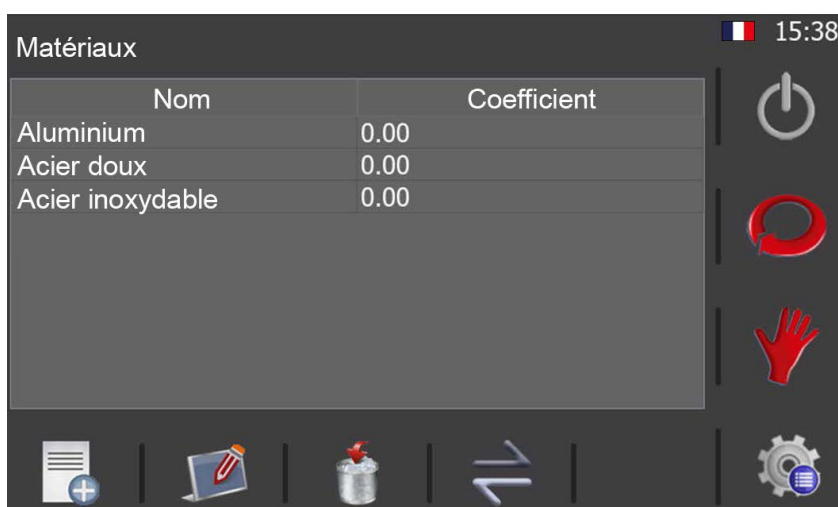 15:38
Matériaux
Nom Coefficient
Aluminium 0.00
Acier doux 0.00
Acier inoxydable 0.00